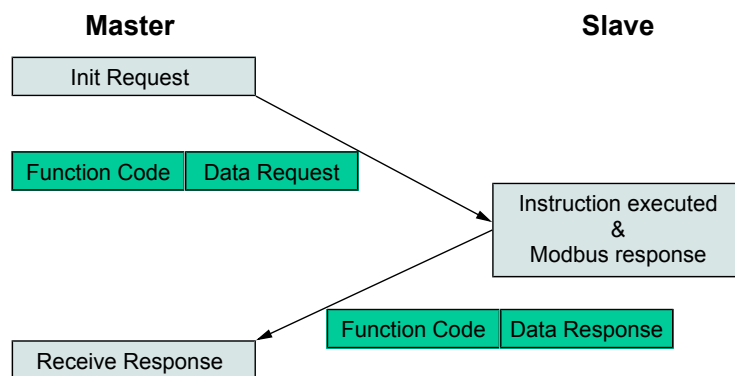 Master
Slave
Init Request
Function Code
Data Request
Instruction executed
&
Modbus response
Function Code
Data Response
Receive Response